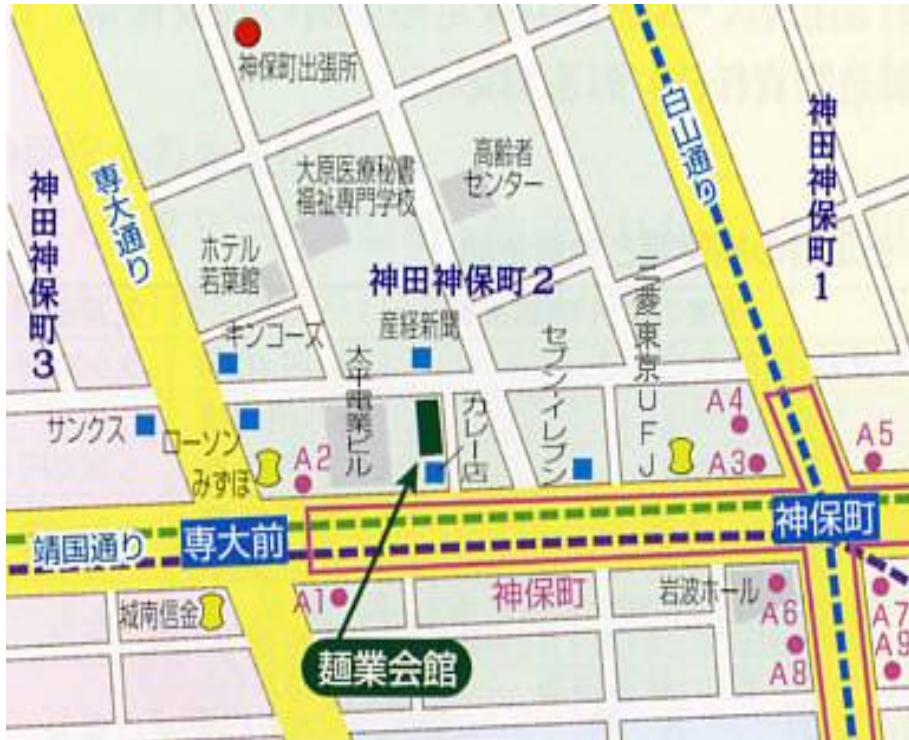 神保町出張所
大原医療秘書
福祉専門学校
高齢者
センター
白山通り
神田神保町1
神田神保町3
専大通り
ホテル
若葉館
神田神保町2
キンコーズ
産経新聞
太平電業ビル
カレー店
セブン-イレブン
三菱東京UFJ
A4
A3
A5
サンクス
ローソン
みずほ
A2
靖国通り
専大前
神保町
城南信金
A1
神保町
岩波ホール
A6
A7
A8
A9
麺業会館